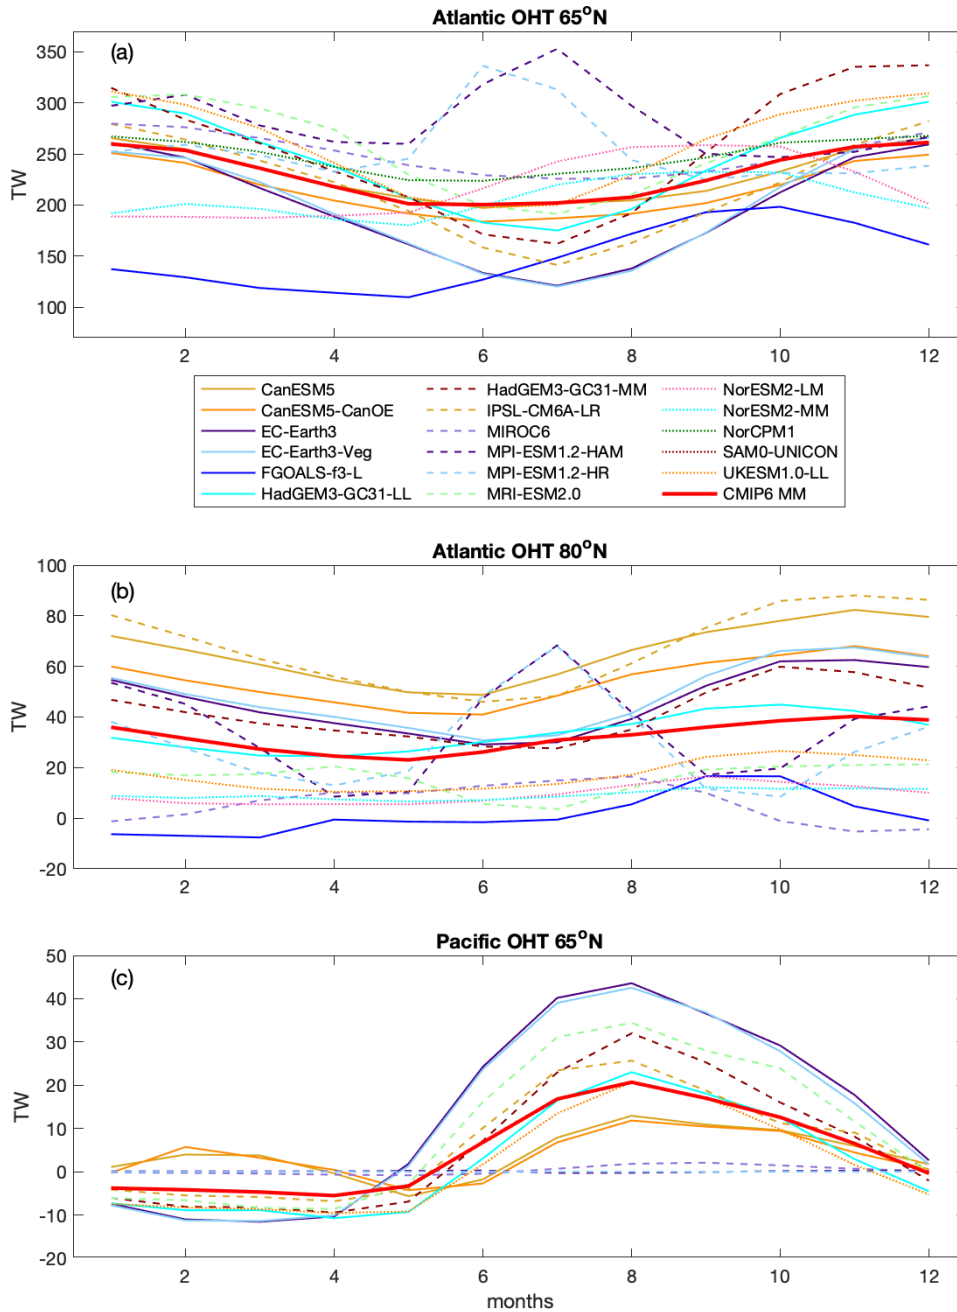 Atlantic OHT 65°N
(a)
350
300
250
200
150
100
TW
2 4 6 8 10 12
CanESM5 HadGEM3-GC31-MM NorESM2-LM
CanESM5-CanOE IPSL-CM6A-LR NorESM2-MM
EC-Earth3 MIROC6 NorCPM1
EC-Earth3-Veg MPI-ESM1.2-HAM SAM0-UNICON
FGOALS-f3-L MPI-ESM1.2-HR UKESM1.0-LL
HadGEM3-GC31-LL MRI-ESM2.0 CMIP6 MM
Atlantic OHT 80°N
(b)
100
80
60
40
20
0
-20
TW
2 4 6 8 10 12
Pacific OHT 65°N
(c)
50
40
30
20
10
0
-10
-20
TW
2 4 6 8 10 12
months